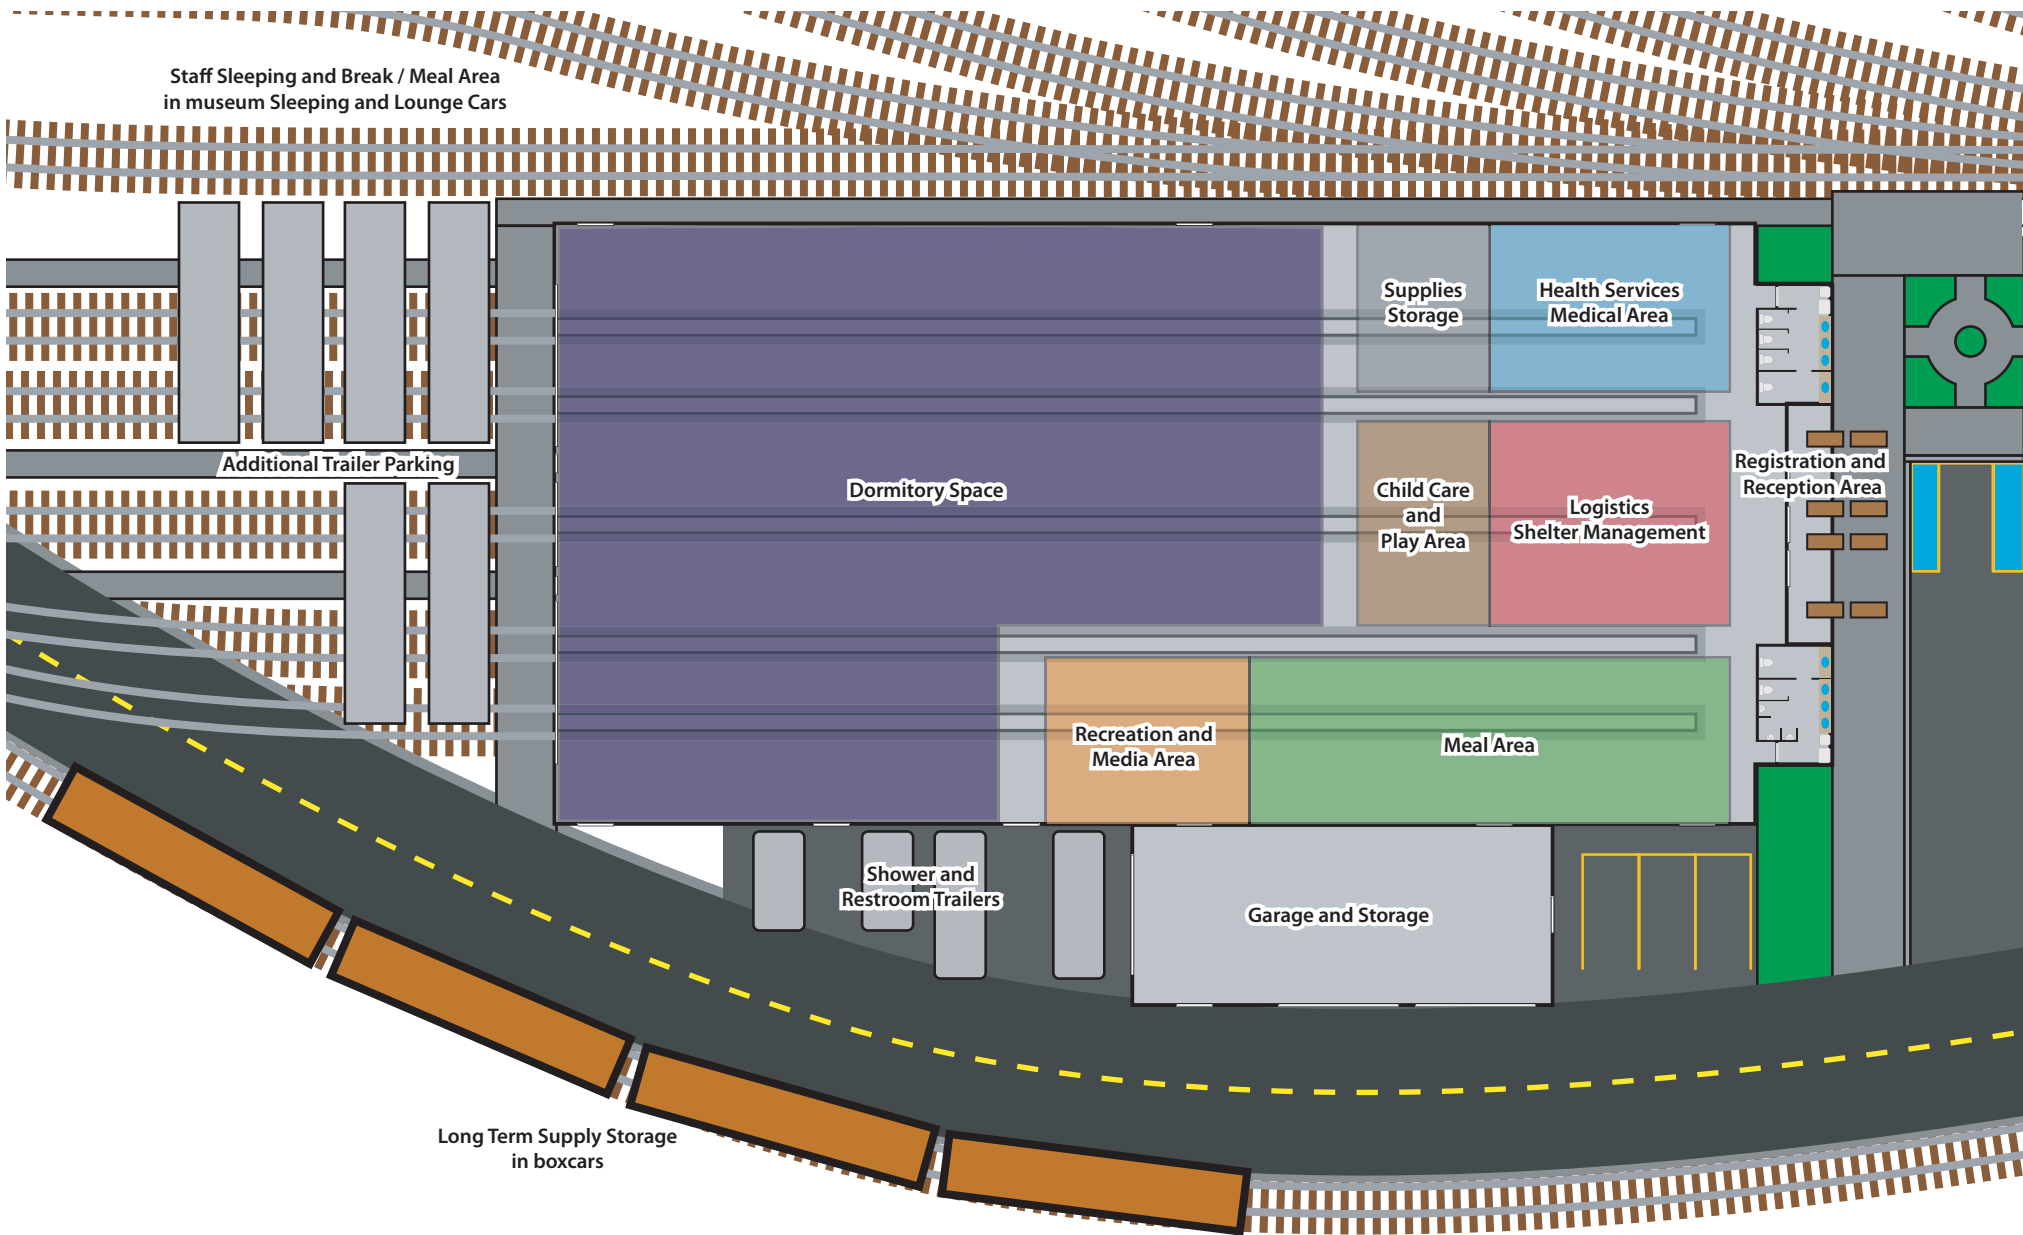 Staff Sleeping and Break / Meal Area
in museum Sleeping and Lounge Cars
Supplies
Storage
Health Services
Medical Area
Additional Trailer Parking
Dormitory Space
Child Care
and
Play Area
Logistics
Shelter Management
Registration and
Reception Area
Recreation and
Media Area
Meal Area
Shower and
Restroom Trailers
Garage and Storage
Long Term Supply Storage
in boxcars